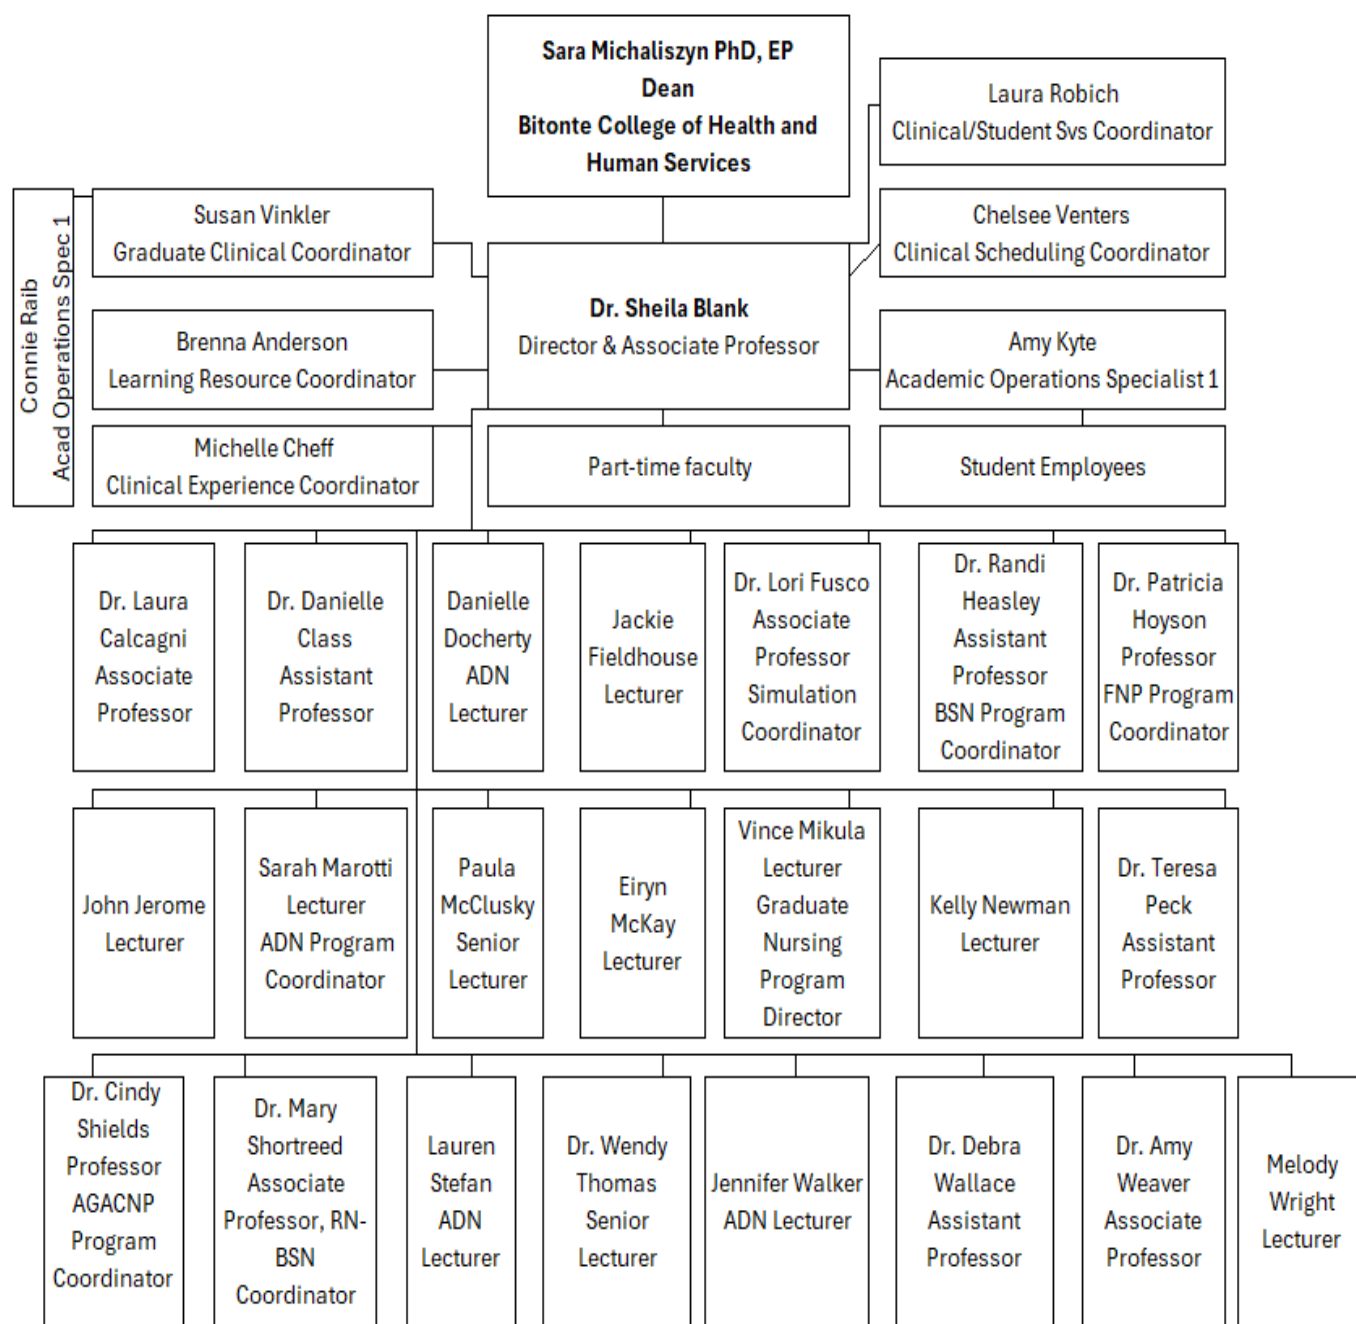 Sara Michaliszyn PhD, EP
Dean
Bitonte College of Health and
Human Services
Laura Robich
Clinical/Student Svs Coordinator
Connie Raib
Acad Operations Spec 1
Susan Vinkler
Graduate Clinical Coordinator
Chelsee Venters
Clinical Scheduling Coordinator
Dr. Sheila Blank
Director & Associate Professor
Brenna Anderson
Learning Resource Coordinator
Amy Kyte
Academic Operations Specialist 1
Michelle Cheff
Clinical Experience Coordinator
Part-time faculty
Student Employees
Dr. Laura
Calcagni
Associate
Professor
Dr. Danielle
Class
Assistant
Professor
Danielle
Docherty
ADN
Lecturer
Jackie
Fieldhouse
Lecturer
Dr. Lori Fusco
Associate
Professor
Simulation
Coordinator
Dr. Randi
Heasley
Assistant
Professor
BSN Program
Coordinator
Dr. Patricia
Hoyson
Professor
FNP Program
Coordinator
John Jerome
Lecturer
Sarah Marotti
Lecturer
ADN Program
Coordinator
Paula
McClusky
Senior
Lecturer
Eiryn
McKay
Lecturer
Vince Mikula
Lecturer
Graduate
Nursing
Program
Director
Kelly Newman
Lecturer
Dr. Teresa
Peck
Assistant
Professor
Dr. Cindy
Shields
Professor
AGACNP
Program
Coordinator
Dr. Mary
Shortreed
Associate
Professor, RN-
BSN
Coordinator
Lauren
Stefan
ADN
Lecturer
Dr. Wendy
Thomas
Senior
Lecturer
Jennifer Walker
ADN Lecturer
Dr. Debra
Wallace
Assistant
Professor
Dr. Amy
Weaver
Associate
Professor
Melody
Wright
Lecturer